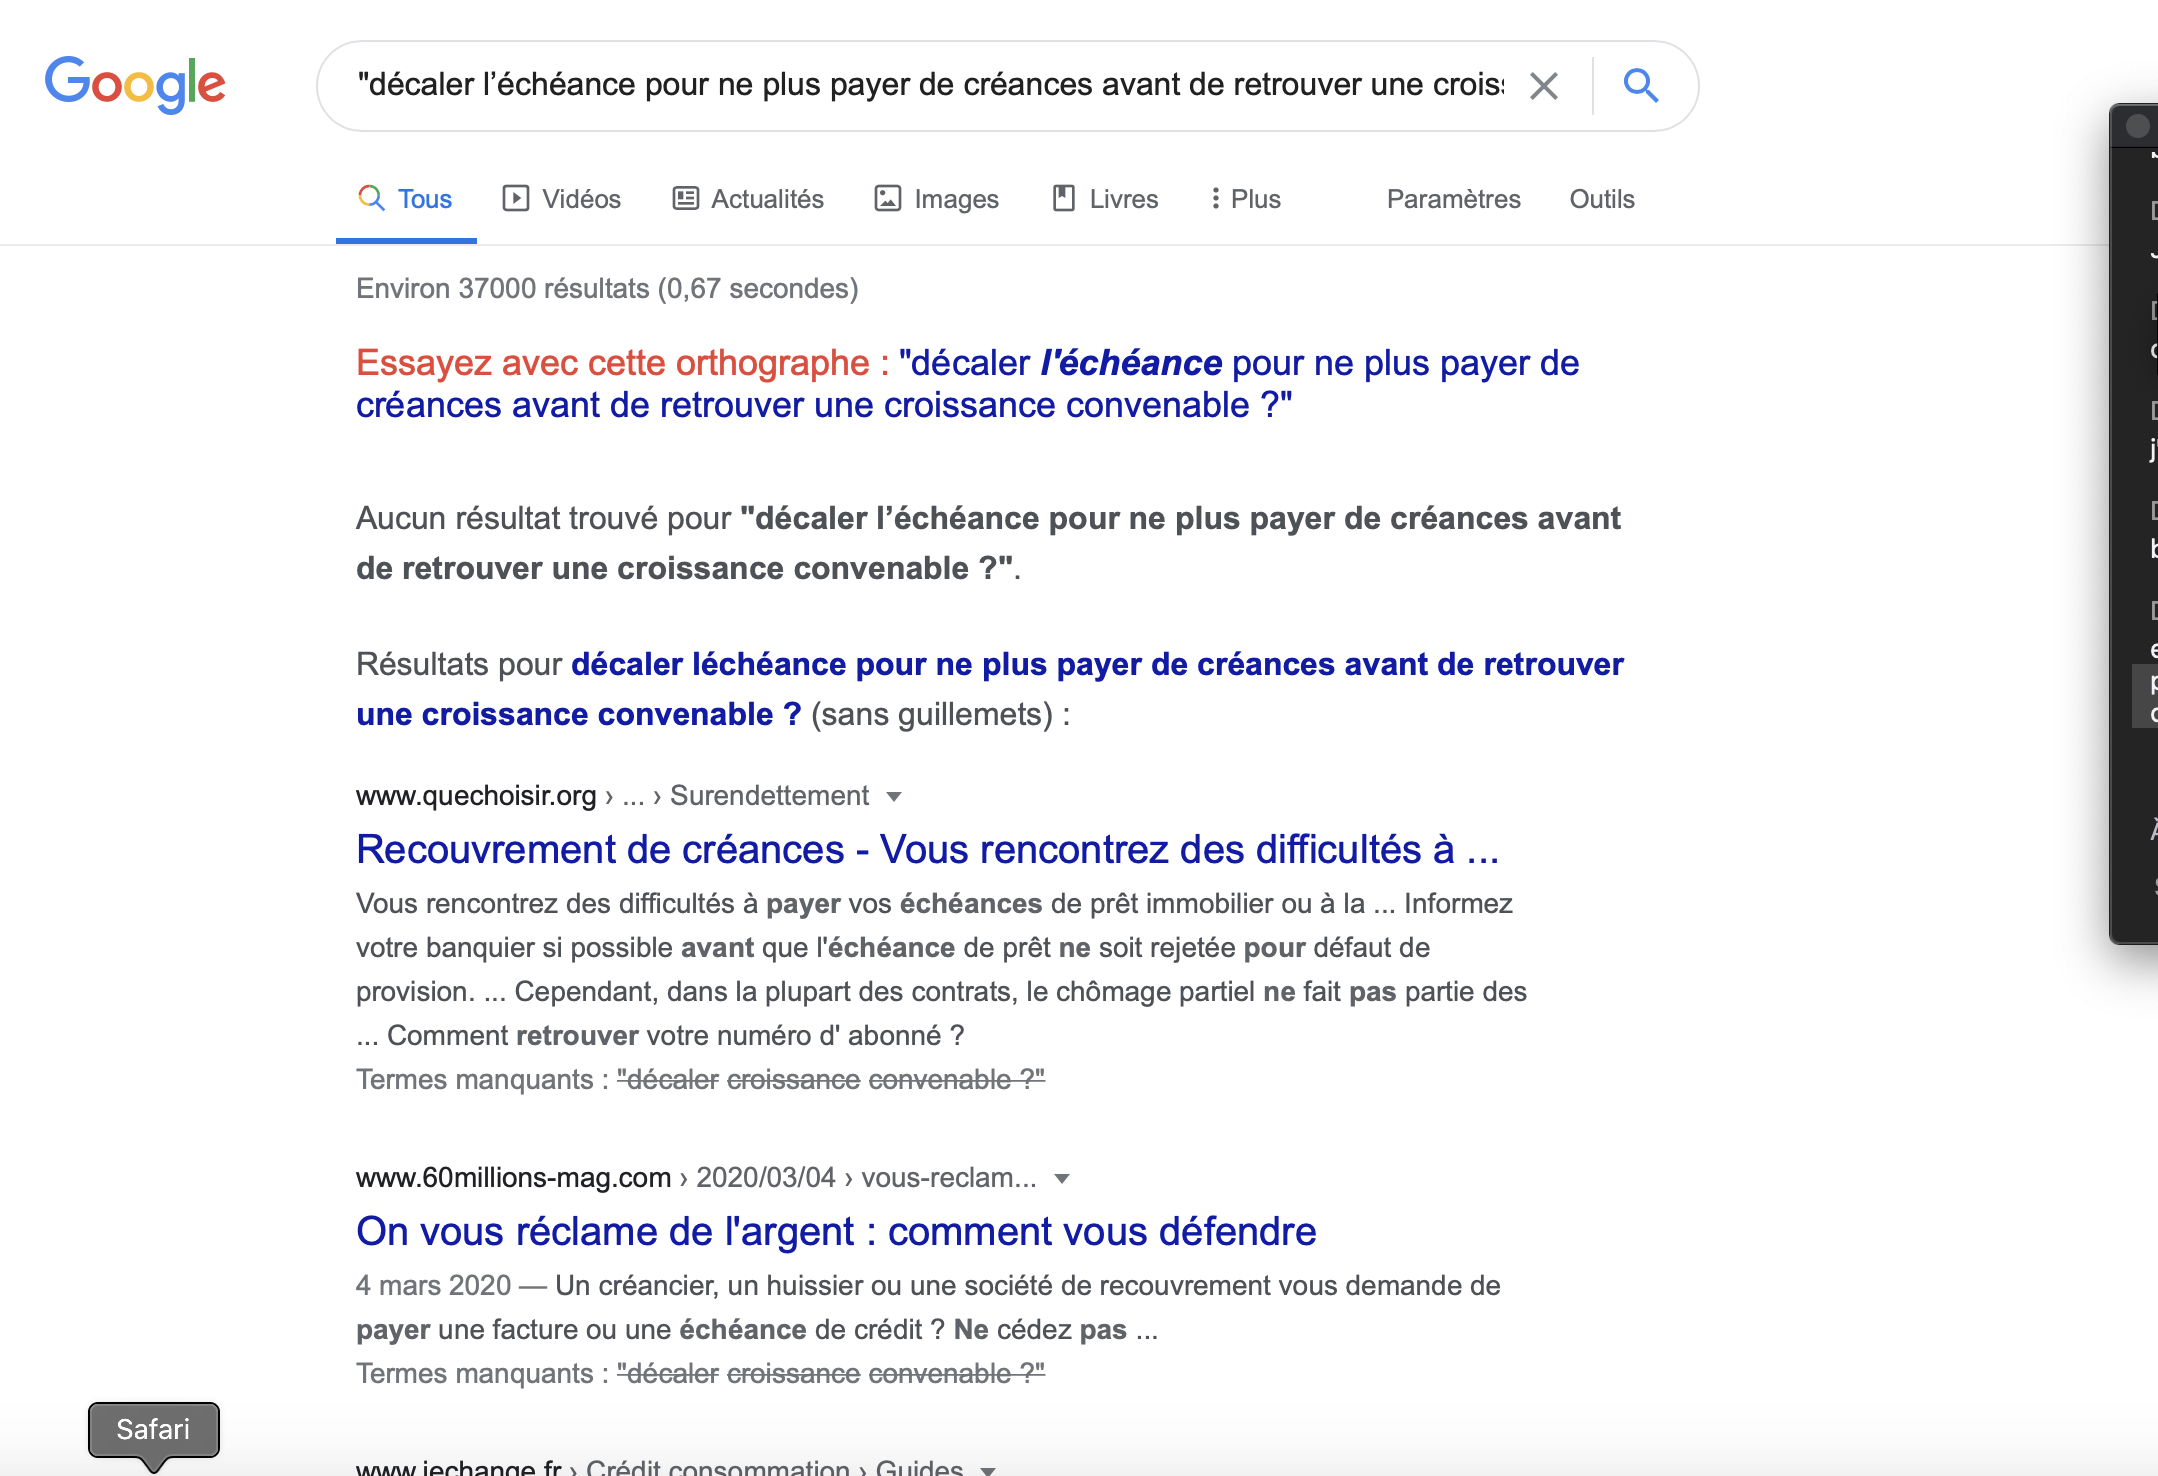 Google
"décaler l’échéance pour ne plus payer de créances avant de retrouver une crois
Tous Vidéos Actualités Images Livres Plus Paramètres Outils
Environ 37000 résultats (0,67 secondes)
Essayez avec cette orthographe : "décaler l'échéance pour ne plus payer de
créances avant de retrouver une croissance convenable ?"
Aucun résultat trouvé pour "décaler l’échéance pour ne plus payer de créances avant
de retrouver une croissance convenable ?".
Résultats pour décaler léchéance pour ne plus payer de créances avant de retrouver
une croissance convenable ? (sans guillemets) :
www.quechoisir.org › ... › Surendettement
Recouvrement de créances - Vous rencontrez des difficultés à ...
Vous rencontrez des difficultés à payer vos échéances de prêt immobilier ou à la ... Informez
votre banquier si possible avant que l'échéance de prêt ne soit rejetée pour défaut de
provision. ... Cependant, dans la plupart des contrats, le chômage partiel ne fait pas partie des
... Comment retrouver votre numéro d' abonné ?
Termes manquants : "décaler croissance convenable ?"
www.60millions-mag.com › 2020/03/04 › vous-reclam...
On vous réclame de l'argent : comment vous défendre
4 mars 2020 — Un créancier, un huissier ou une société de recouvrement vous demande de
payer une facture ou une échéance de crédit ? Ne cédez pas ...
Termes manquants : "décaler croissance convenable ?"
Safari
www.jechange.fr › Crédit consommation › Guides